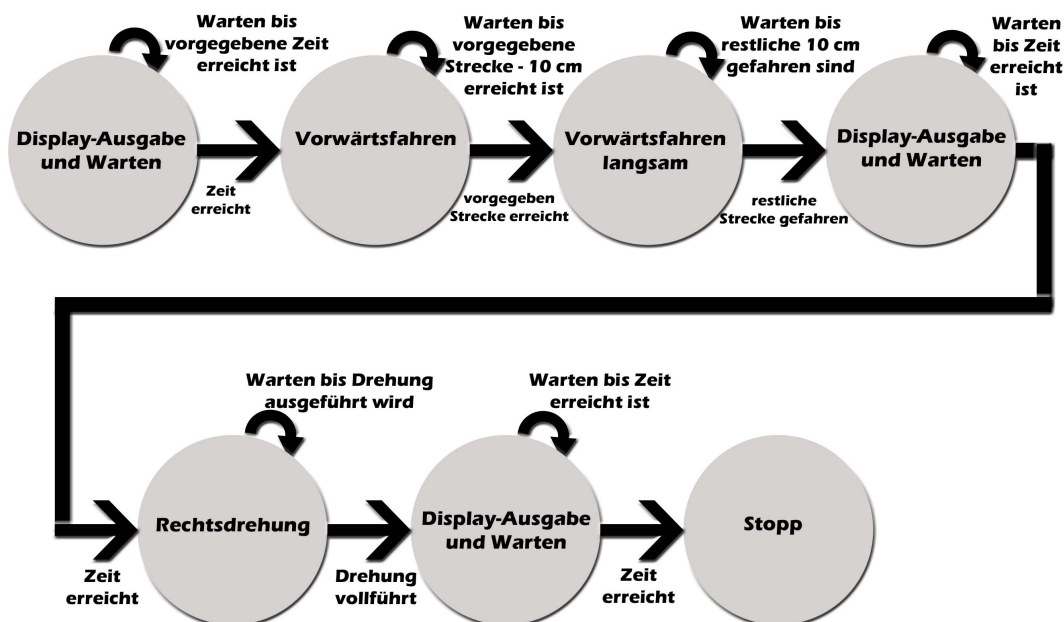 Warten bis
vorgegebene Zeit
erreicht ist
Warten bis
vorgegebene
Strecke - 10 cm
erreicht ist
Warten bis
restliche 10 cm
gefahren sind
Warten
bis Zeit
erreicht
ist
Display-Ausgabe
und Warten
Zeit
erreicht
Vorwärtsfahren
vorgegeben
Strecke erreicht
Vorwärtsfahren
langsam
restliche
Strecke gefahren
Display-Ausgabe
und Warten
Warten bis Drehung
ausgeführt wird
Warten bis Zeit
erreicht ist
Zeit
erreicht
Rechtsdrehung
Drehung
vollführt
Display-Ausgabe
und Warten
Zeit
erreicht
Stopp